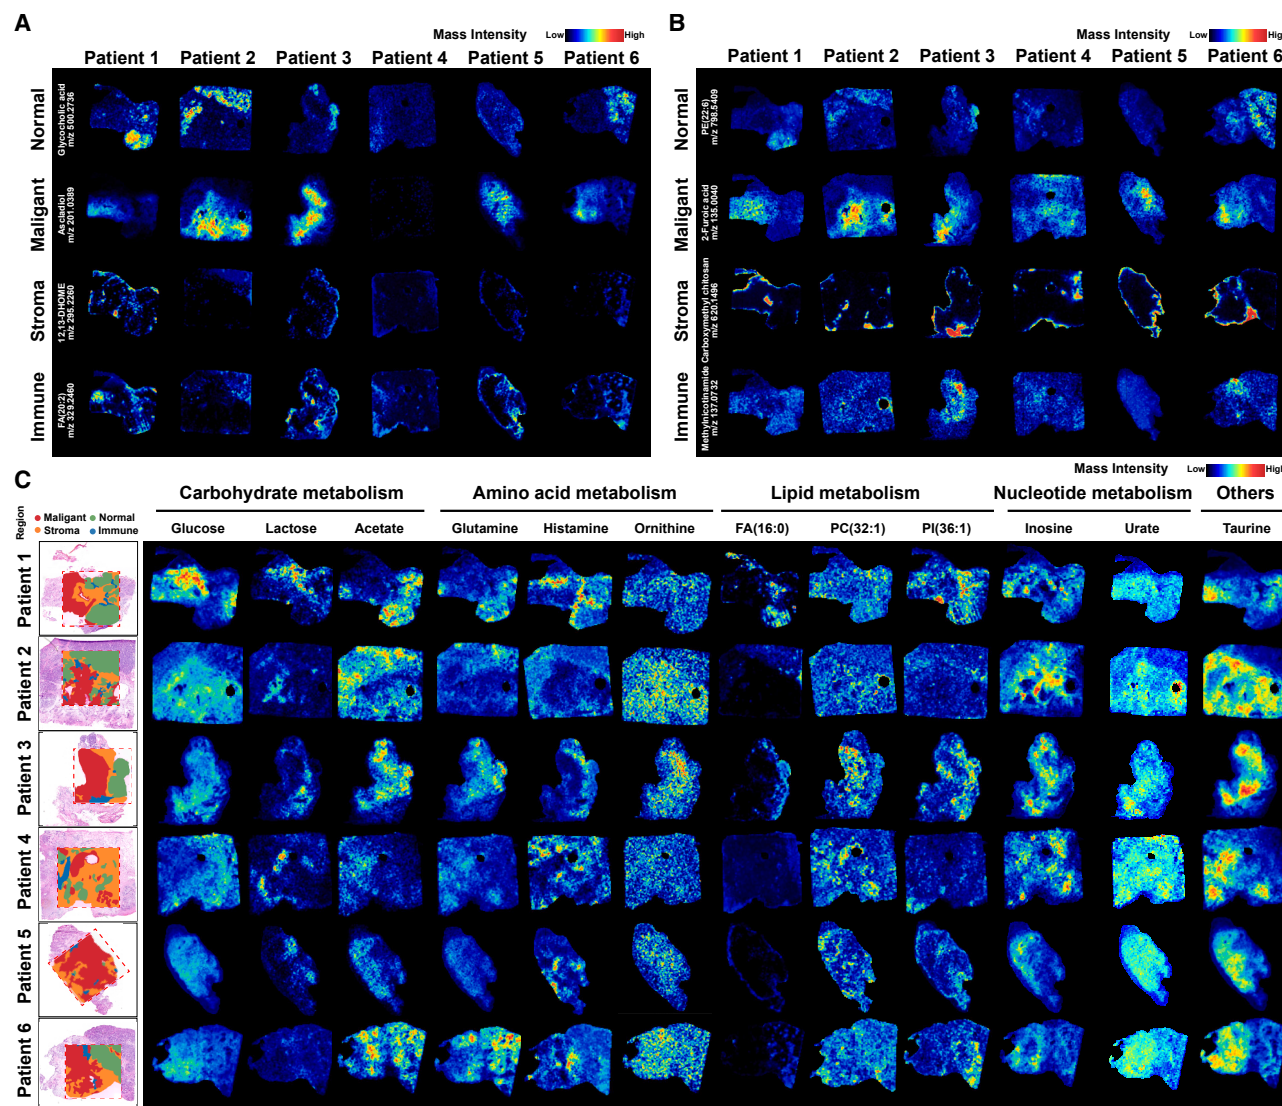 A
Mass Intensity Low High
Patient 1 Patient 2 Patient 3 Patient 4 Patient 5 Patient 6
Normal
Glycocholic acid
m/z 500.2736
Maligant
Ascladiol
m/z 201.0389
Stroma
12,13-DHOME
m/z 295.2260
Immune
FA(20:2)
m/z 329.2460
B
Mass Intensity Low High
Patient 1 Patient 2 Patient 3 Patient 4 Patient 5 Patient 6
Normal
PE(22:6)
m/z 798.5409
Maligant
2-Furoic acid
m/z 135.0040
Stroma
Carboxymethyl chitosan
m/z 620.1496
Immune
Methylnicotinamide
m/z 137.0732
C
Mass Intensity Low High
Carbohydrate metabolism Amino acid metabolism Lipid metabolism Nucleotide metabolism Others
Region
Maligant Normal
Stroma Immune
Glucose Lactose Acetate Glutamine Histamine Ornithine FA(16:0) PC(32:1) PI(36:1) Inosine Urate Taurine
Patient 1
Patient 2
Patient 3
Patient 4
Patient 5
Patient 6